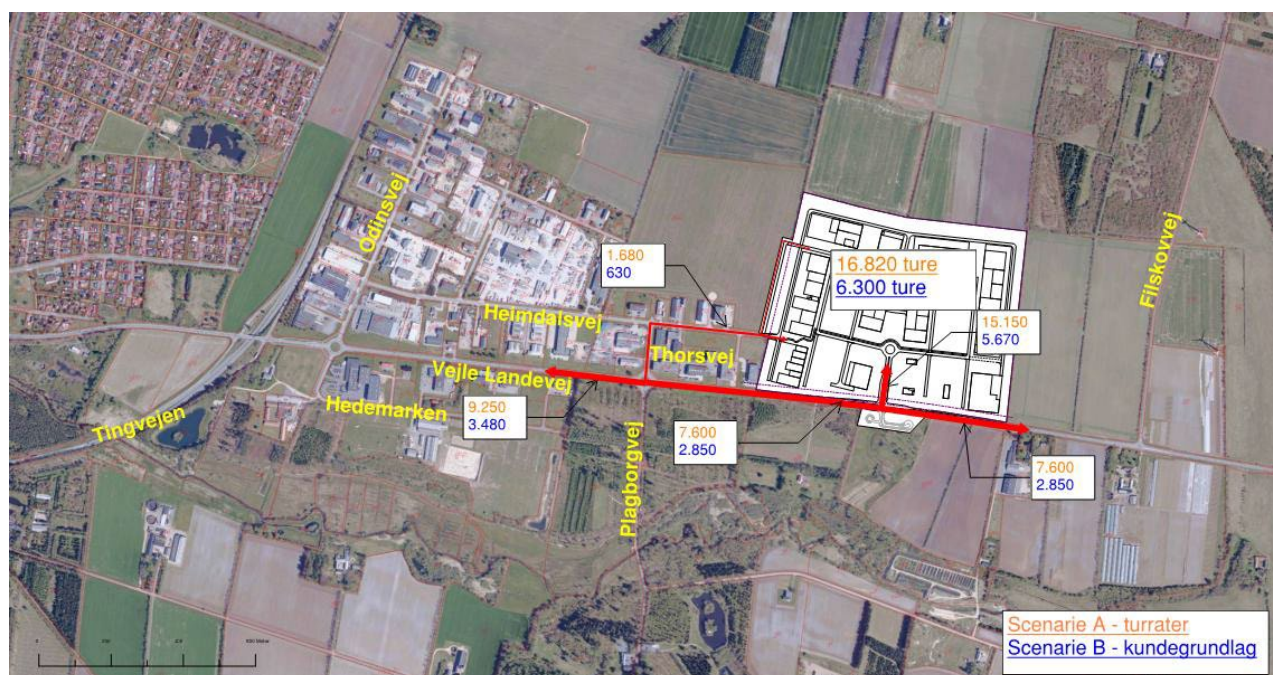 Odinsvej
Filskovvej
1.680
630
16.820 ture
6.300 ture
Heimdalsvej
15.150
5.670
Thorsvej
Vejle Landevej
9.250
3.480
Hedemarken
Tingvejen
7.600
2.850
Plagborgvej
7.600
2.850
Scenarie A - turrater
Scenarie B - kundegrundlag